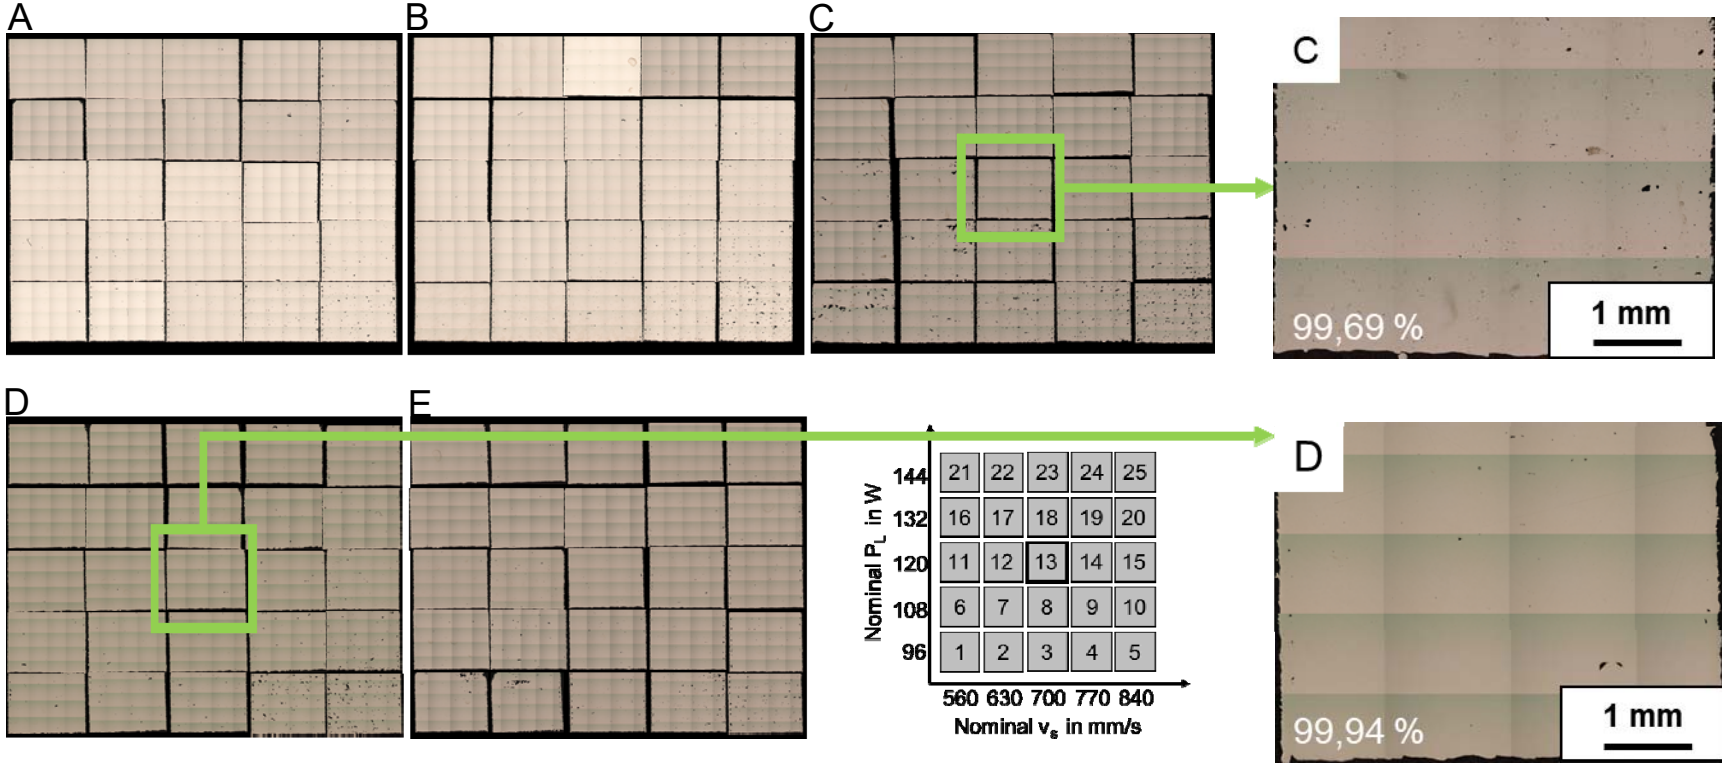 A
B
C
C
99,69 %
1 mm
D
E
Nominal P_L in W
144
21 22 23 24 25
132
16 17 18 19 20
120
11 12 13 14 15
108
6 7 8 9 10
96
1 2 3 4 5
560 630 700 770 840
Nominal v_s in mm/s
D
99,94 %
1 mm